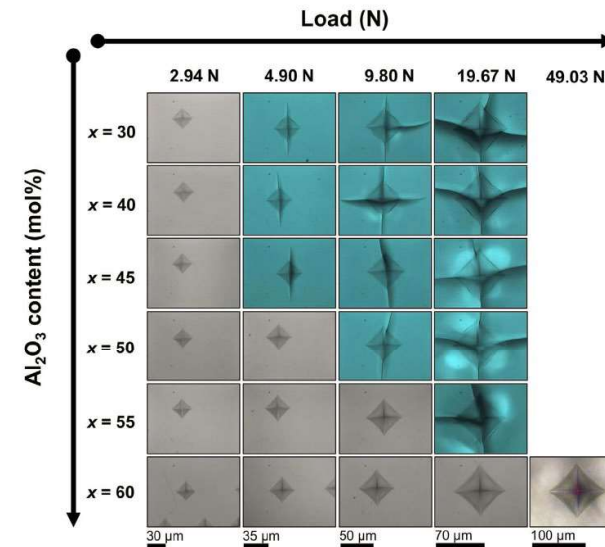 Load (N)
2.94 N 4.90 N 9.80 N 19.67 N 49.03 N
Al₂O₃ content (mol%)
x = 30
x = 40
x = 45
x = 50
x = 55
x = 60
30 μm 35 μm 50 μm 70 μm 100 μm